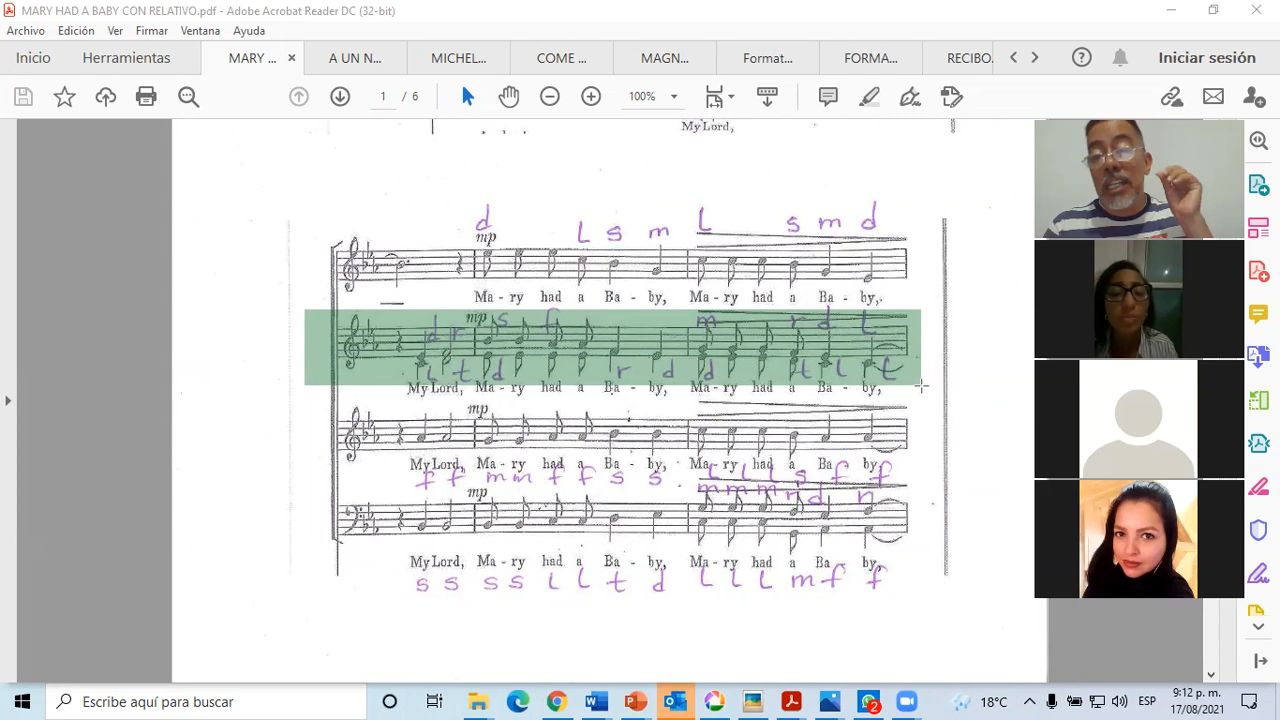 MARY HAD A BABY CON RELATIVO.pdf - Adobe Acrobat Reader DC (32-bit)
Archivo Edición Ver Firmar Ventana Ayuda
Inicio Herramientas MARY ... × A UN N... MICHEL... COME ... MAGN... Format... FORMA... RECIBO. Iniciar sesión
1 / 6 100%
My Lord,
d L s m L s m d
mp
Ma - ry had a Ba - by, Ma - ry had a Ba - by,.
d r mp s f m r d L
L t d r d d t L L t
My Lord, Ma - ry had a Ba - by, Ma - ry had a Ba - by,
mp
My Lord, Ma - ry had a Ba - by, Ma - ry had a Ba by,
f f m m f f s s L L L s f f
mp m m m r d
My Lord, Ma - ry had a Ba - by, Ma - ry had a Ba by,
s s s s L L t d L L L m f f
Escribe aquí para buscar 2 18°C ESP 9:12 p. m.
17/08/2021